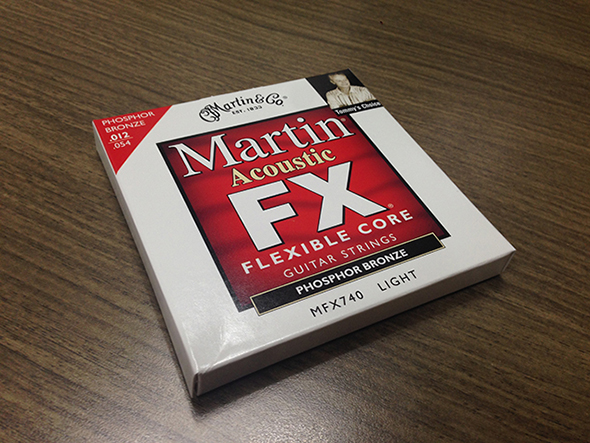 PHOSPHOR
BRONZE
.012
.054
C.F. Martin & Co.
EST. 1833
Tommy's Choice
Martin
Acoustic
FX
FLEXIBLE CORE
GUITAR STRINGS
PHOSPHOR BRONZE
MFX740 LIGHT